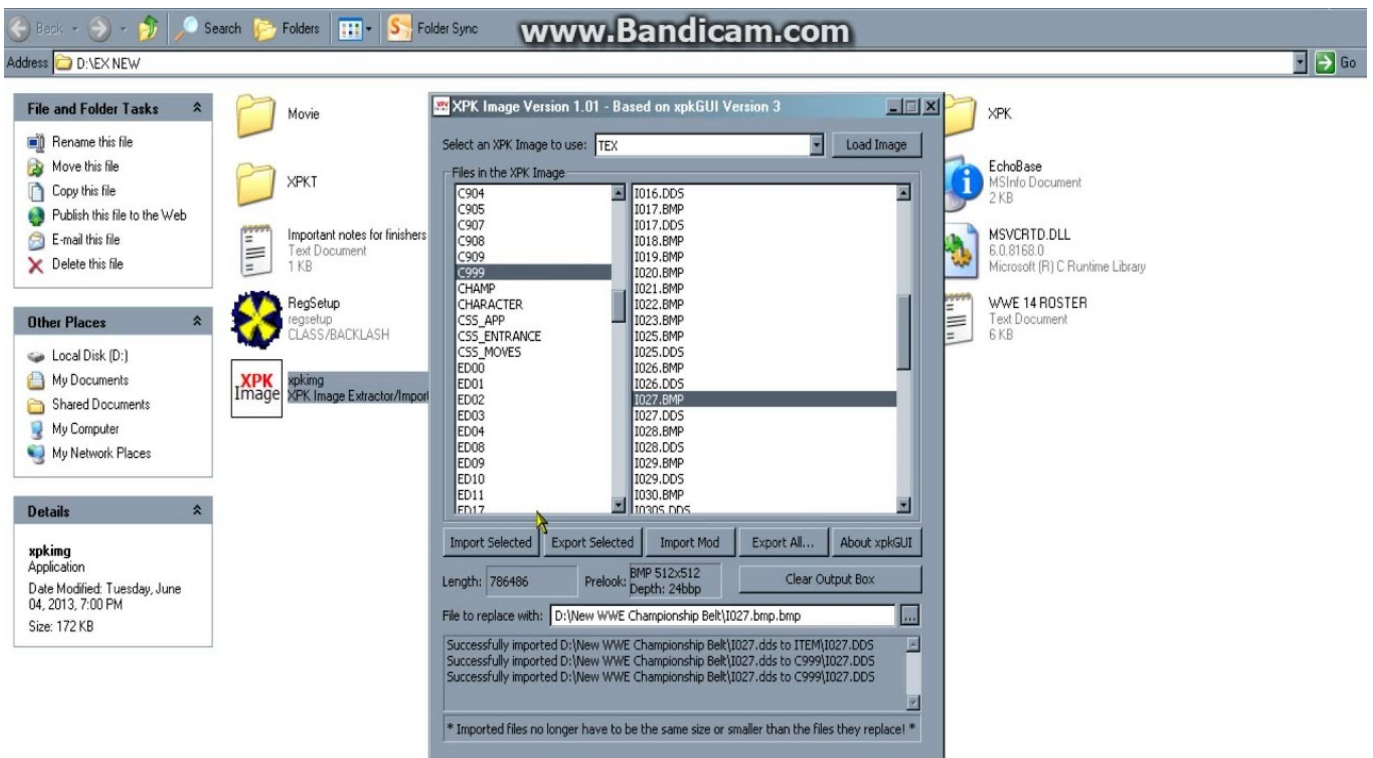 Back
Search
Folders
Folder Sync
www.Bandicam.com
Address D:\EX NEW
Go
File and Folder Tasks
Rename this file
Move this file
Copy this file
Publish this file to the Web
E-mail this file
Delete this file
Other Places
Local Disk (D:)
My Documents
Shared Documents
My Computer
My Network Places
Details
xpkimg
Application
Date Modified: Tuesday, June
04, 2013, 7:00 PM
Size: 172 KB
Movie
XPKT
Important notes for finishers
Text Document
1 KB
RegSetup
regsetup
CLASS/BACKLASH
XPK
Image
xpkimg
XPK Image Extractor/Import
XPK Image Version 1.01 - Based on xpkGUI Version 3
Select an XPK Image to use: TEX
Load Image
Files in the XPK Image
C904
C905
C907
C908
C909
C999
CHAMP
CHARACTER
CSS_APP
CSS_ENTRANCE
CSS_MOVES
ED00
ED01
ED02
ED03
ED04
ED08
ED09
ED10
ED11
ED17
I016.DDS
I017.BMP
I017.DDS
I018.BMP
I019.BMP
I020.BMP
I021.BMP
I022.BMP
I023.BMP
I025.BMP
I025.DDS
I026.BMP
I026.DDS
I027.BMP
I027.DDS
I028.BMP
I028.DDS
I029.BMP
I029.DDS
I030.BMP
I030S.DDS
Import Selected
Export Selected
Import Mod
Export All...
About xpkGUI
Length: 786486
Prelook: BMP 512x512
Depth: 24bbp
Clear Output Box
File to replace with: D:\New WWE Championship Belt\I027.bmp.bmp
...
Successfully imported D:\New WWE Championship Belt\I027.dds to ITEM\I027.DDS
Successfully imported D:\New WWE Championship Belt\I027.dds to C999\I027.DDS
Successfully imported D:\New WWE Championship Belt\I027.dds to C999\I027.DDS
* Imported files no longer have to be the same size or smaller than the files they replace! *
XPK
EchoBase
MSInfo Document
2 KB
MSVCRTD.DLL
6.0.8168.0
Microsoft (R) C Runtime Library
WWE 14 ROSTER
Text Document
6 KB